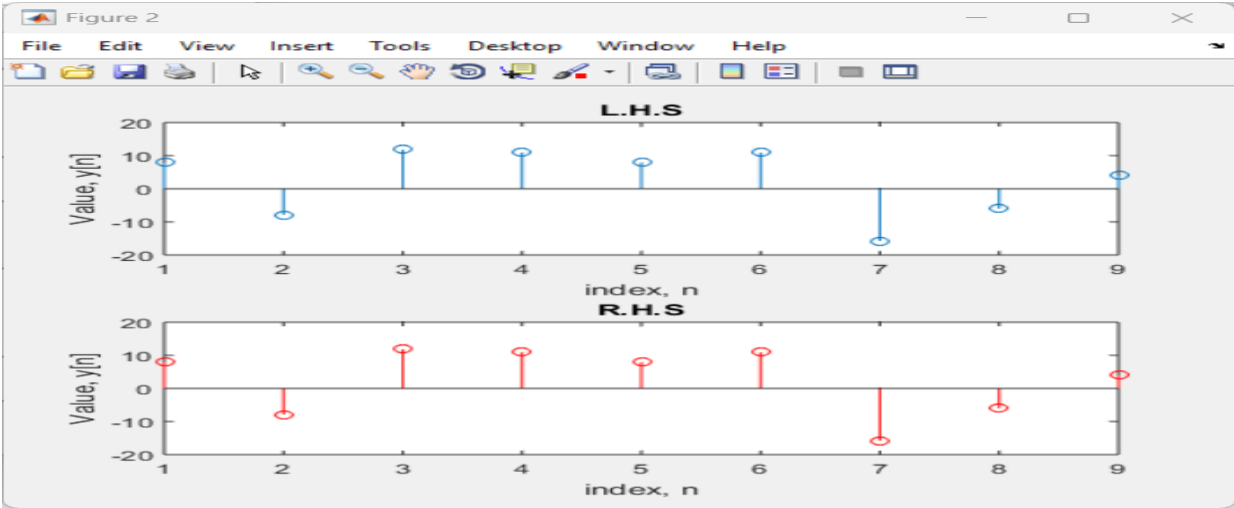 Figure 2
File Edit View Insert Tools Desktop Window Help
L.H.S
20
10
0
-10
-20
Value, y[n]
1 2 3 4 5 6 7 8 9
index, n
R.H.S
20
10
0
-10
-20
Value, y[n]
1 2 3 4 5 6 7 8 9
index, n